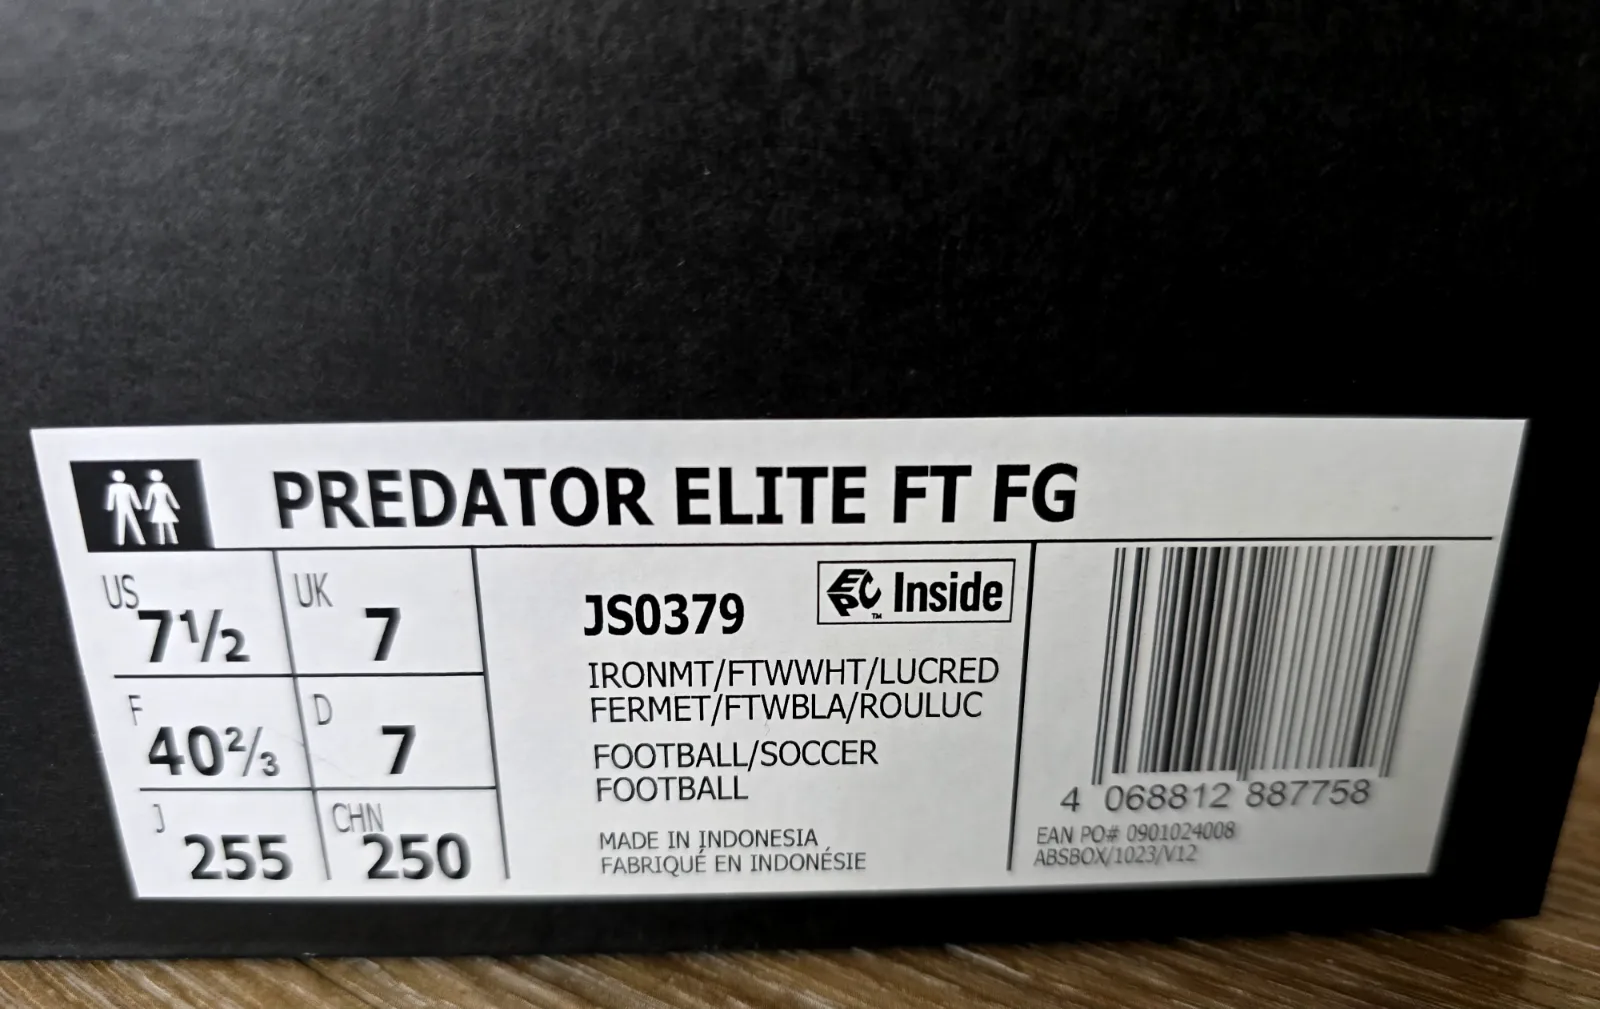 PREDATOR ELITE FT FG
US 7½ UK 7
F 40⅔ D 7
J 255 CHN 250
JS0379
EPC™ Inside
IRONMT/FTWWHT/LUCRED
FERMET/FTWBLA/ROULUC
FOOTBALL/SOCCER
FOOTBALL
MADE IN INDONESIA
FABRIQUÉ EN INDONÉSIE
4 068812 887758
EAN PO# 0901024008
ABSBOX/1023/V12